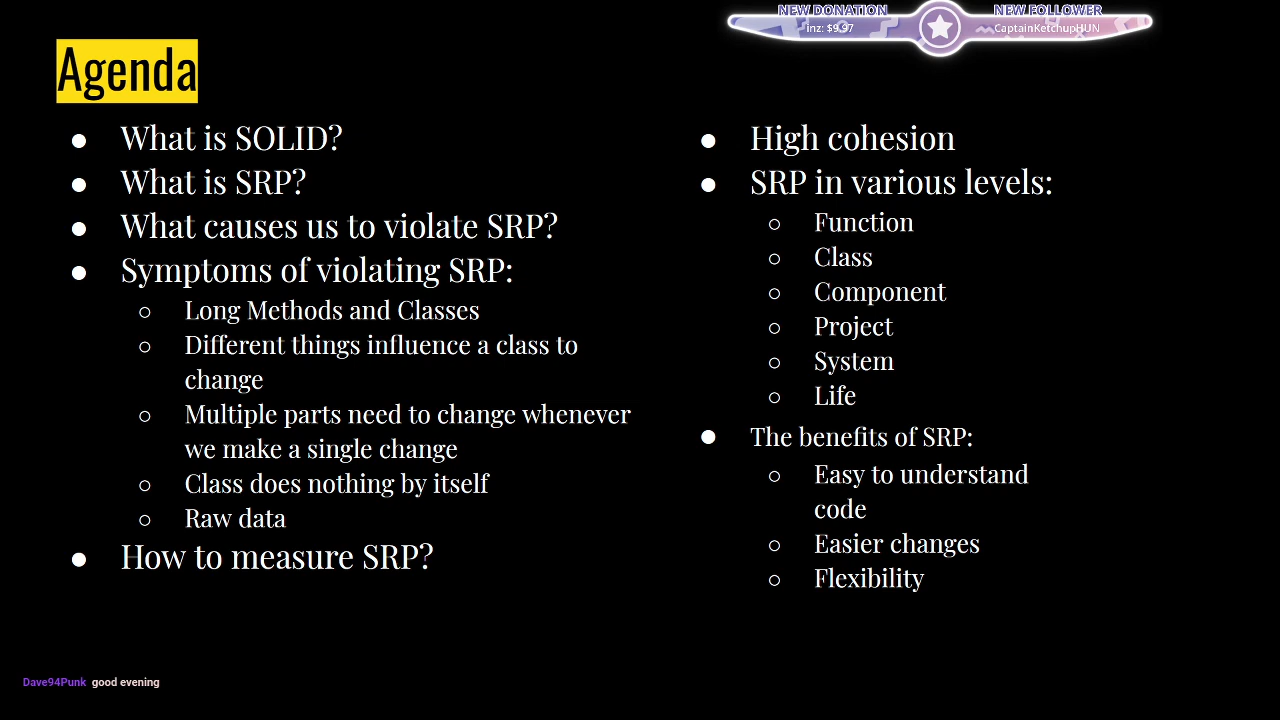 NEW DONATION
inz: $9.97
NEW FOLLOWER
CaptainKetchupHUN
Agenda
● What is SOLID?
● What is SRP?
● What causes us to violate SRP?
● Symptoms of violating SRP:
○ Long Methods and Classes
○ Different things influence a class to
change
○ Multiple parts need to change whenever
we make a single change
○ Class does nothing by itself
○ Raw data
● How to measure SRP?
● High cohesion
● SRP in various levels:
○ Function
○ Class
○ Component
○ Project
○ System
○ Life
● The benefits of SRP:
○ Easy to understand
code
○ Easier changes
○ Flexibility
Dave94Punk good evening